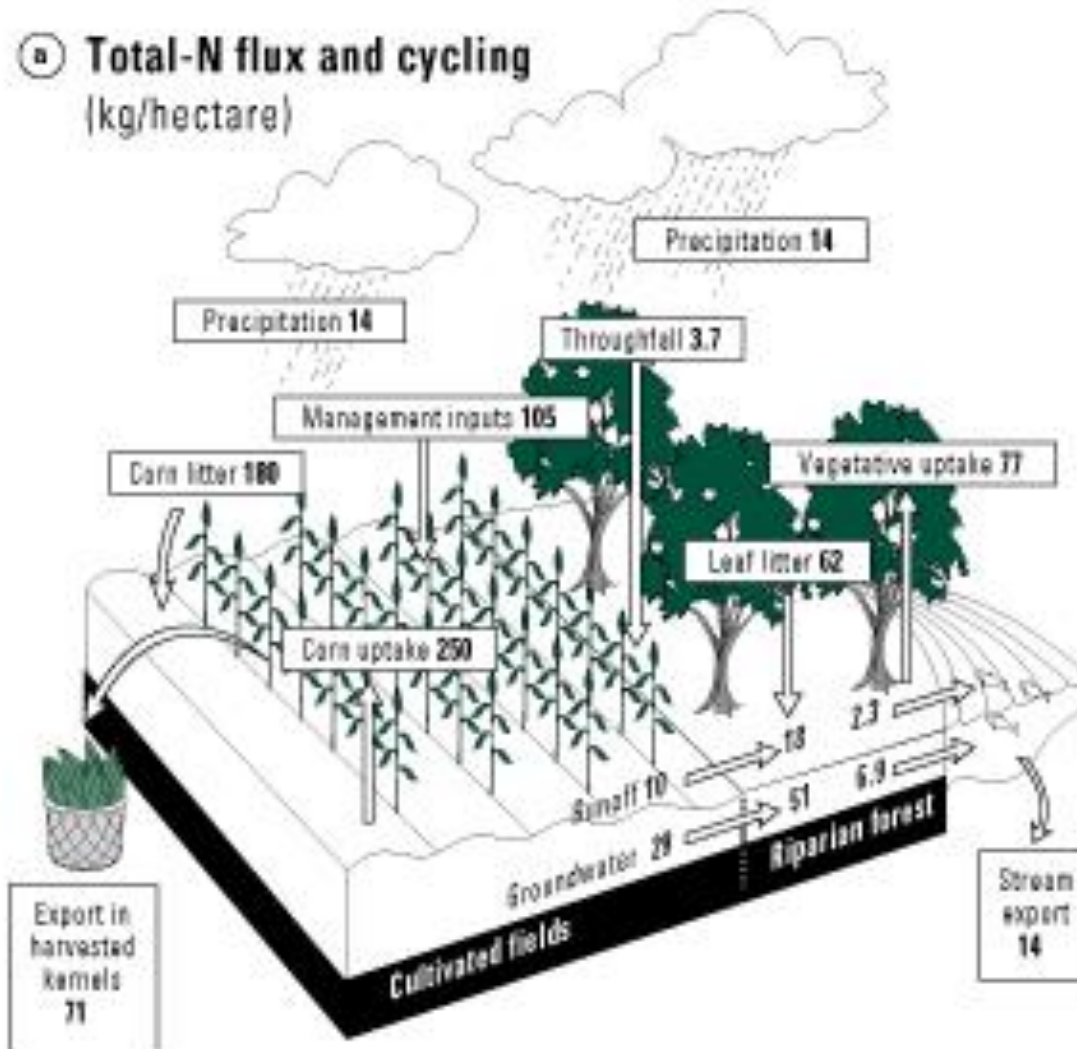 a Total-N flux and cycling
(kg/hectare)
Precipitation 14
Precipitation 14
Throughfall 3.7
Management inputs 105
Corn litter 180
Vegetative uptake 77
Leaf litter 62
Corn uptake 250
2.3
18
Runoff 10
6.9
51
Groundwater 29
Riparian forest
Cultivated fields
Export in
harvested
kernels
71
Stream
export
14